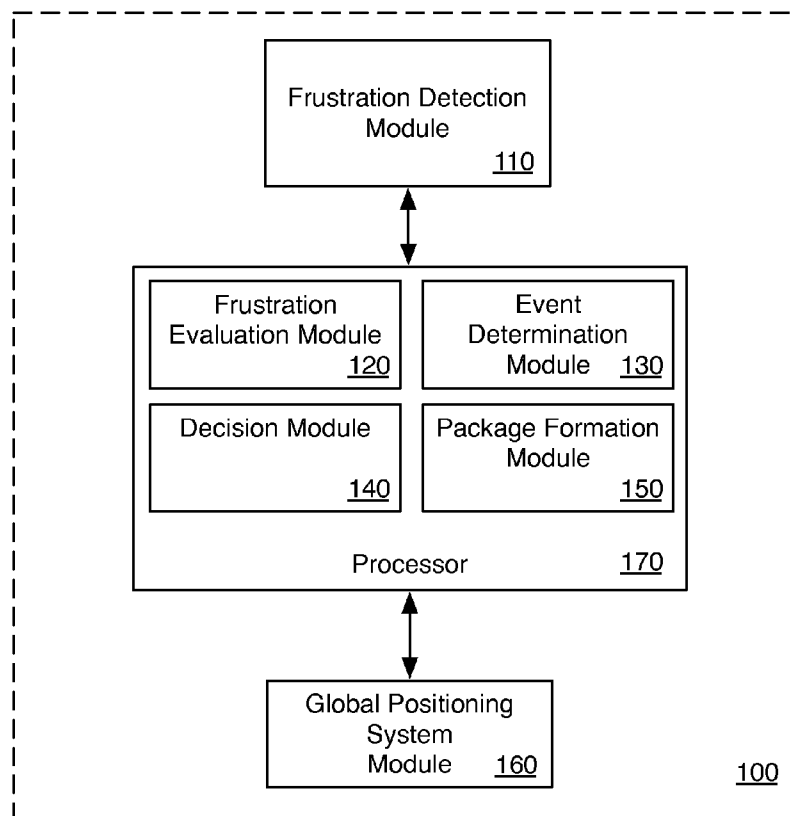 Frustration Detection
Module
110
Frustration
Evaluation Module
120
Event
Determination
Module
130
Decision Module
140
Package Formation
Module
150
Processor
170
Global Positioning
System
Module
160
100